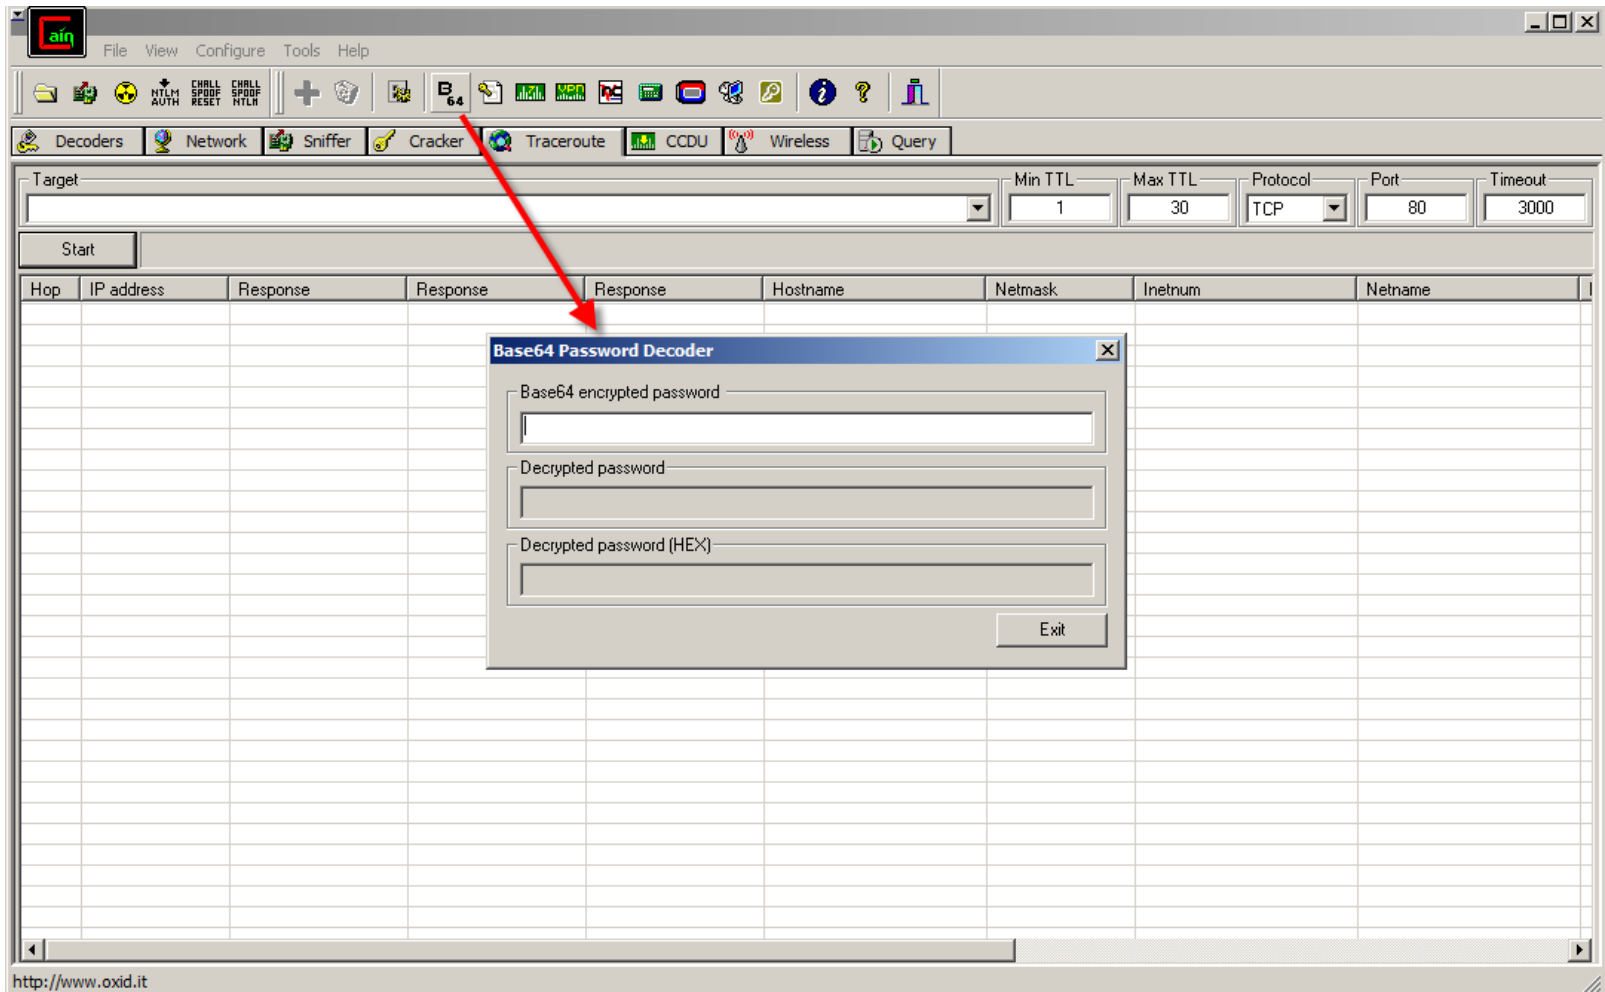 Cain
File View Configure Tools Help
NTLM AUTH CHALL SPOOF RESET CHALL SPOOF NTLM B 64 VPN
Decoders Network Sniffer Cracker Traceroute CCDU Wireless Query
Target Min TTL Max TTL Protocol Port Timeout
1 30 TCP 80 3000
Start
Hop IP address Response Response Response Hostname Netmask Inetnum Netname
Base64 Password Decoder
Base64 encrypted password
Decrypted password
Decrypted password (HEX)
Exit
http://www.oxid.it